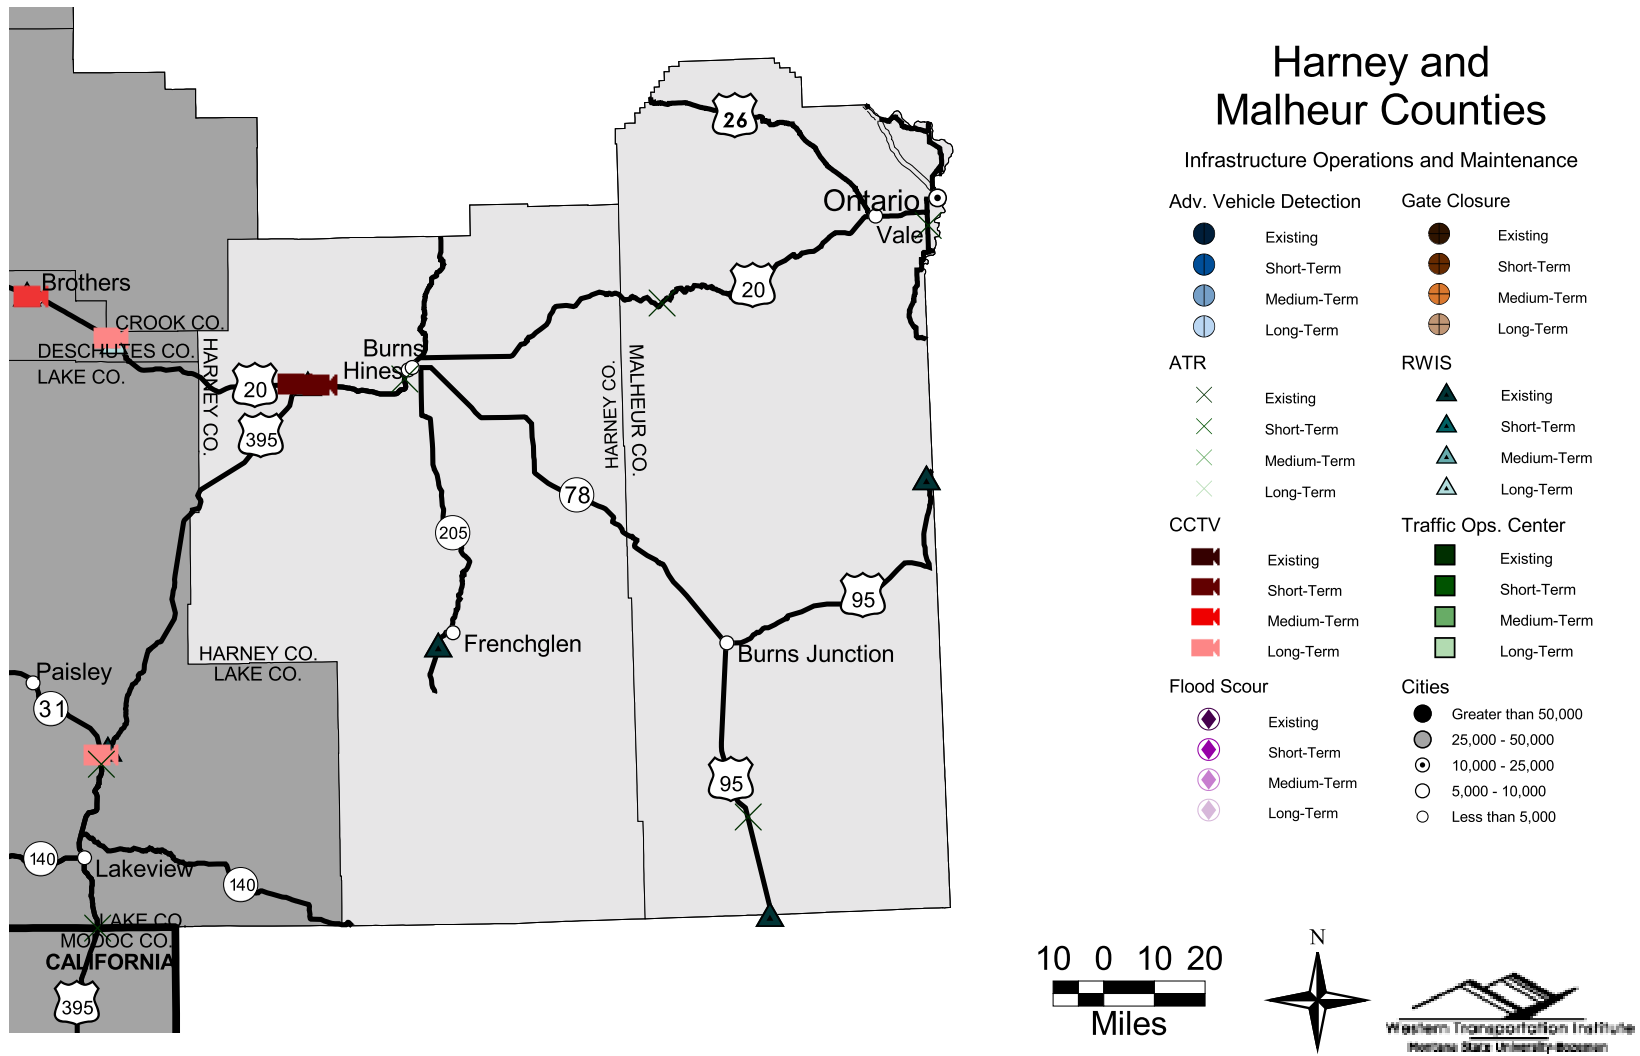 Harney and
Malheur Counties
Infrastructure Operations and Maintenance
Adv. Vehicle Detection
Existing
Short-Term
Medium-Term
Long-Term
Gate Closure
Existing
Short-Term
Medium-Term
Long-Term
ATR
Existing
Short-Term
Medium-Term
Long-Term
RWIS
Existing
Short-Term
Medium-Term
Long-Term
CCTV
Existing
Short-Term
Medium-Term
Long-Term
Traffic Ops. Center
Existing
Short-Term
Medium-Term
Long-Term
Flood Scour
Existing
Short-Term
Medium-Term
Long-Term
Cities
Greater than 50,000
25,000 - 50,000
10,000 - 25,000
5,000 - 10,000
Less than 5,000
26
Ontario
Vale
20
Brothers
CROOK CO.
DESCHUTES CO.
LAKE CO.
HARNEY CO.
Burns
Hines
20
395
HARNEY CO.
MALHEUR CO.
78
205
95
Frenchglen
Burns Junction
HARNEY CO.
LAKE CO.
Paisley
31
95
140
Lakeview
140
LAKE CO.
MODOC CO.
CALIFORNIA
395
10 0 10 20
Miles
N
Western Transportation Institute
Montana State University-Bozeman